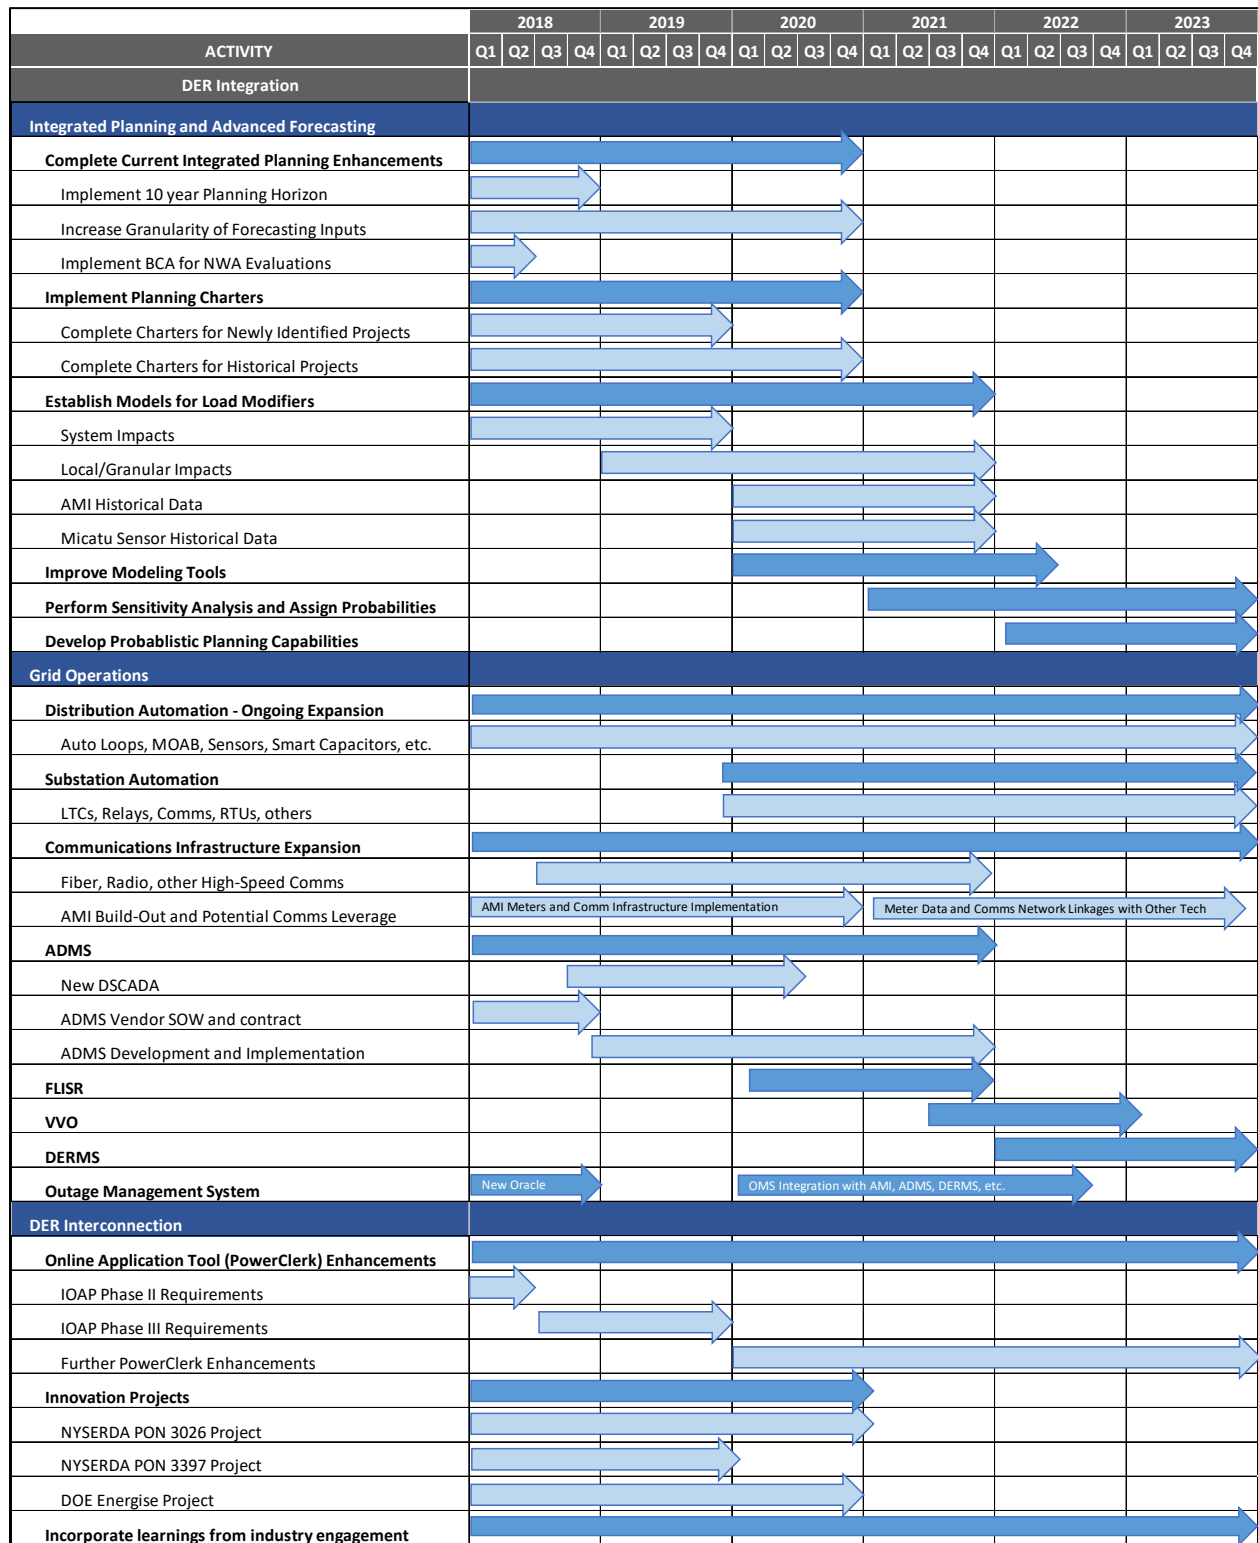 2018 2019 2020 2021 2022 2023
ACTIVITY Q1 Q2 Q3 Q4 Q1 Q2 Q3 Q4 Q1 Q2 Q3 Q4 Q1 Q2 Q3 Q4 Q1 Q2 Q3 Q4 Q1 Q2 Q3 Q4
DER Integration
Integrated Planning and Advanced Forecasting
Complete Current Integrated Planning Enhancements
Implement 10 year Planning Horizon
Increase Granularity of Forecasting Inputs
Implement BCA for NWA Evaluations
Implement Planning Charters
Complete Charters for Newly Identified Projects
Complete Charters for Historical Projects
Establish Models for Load Modifiers
System Impacts
Local/Granular Impacts
AMI Historical Data
Micatu Sensor Historical Data
Improve Modeling Tools
Perform Sensitivity Analysis and Assign Probabilities
Develop Probablistic Planning Capabilities
Grid Operations
Distribution Automation - Ongoing Expansion
Auto Loops, MOAB, Sensors, Smart Capacitors, etc.
Substation Automation
LTCs, Relays, Comms, RTUs, others
Communications Infrastructure Expansion
Fiber, Radio, other High-Speed Comms
AMI Build-Out and Potential Comms Leverage AMI Meters and Comm Infrastructure Implementation Meter Data and Comms Network Linkages with Other Tech
ADMS
New DSCADA
ADMS Vendor SOW and contract
ADMS Development and Implementation
FLISR
VVO
DERMS
Outage Management System New Oracle OMS Integration with AMI, ADMS, DERMS, etc.
DER Interconnection
Online Application Tool (PowerClerk) Enhancements
IOAP Phase II Requirements
IOAP Phase III Requirements
Further PowerClerk Enhancements
Innovation Projects
NYSERDA PON 3026 Project
NYSERDA PON 3397 Project
DOE Energise Project
Incorporate learnings from industry engagement